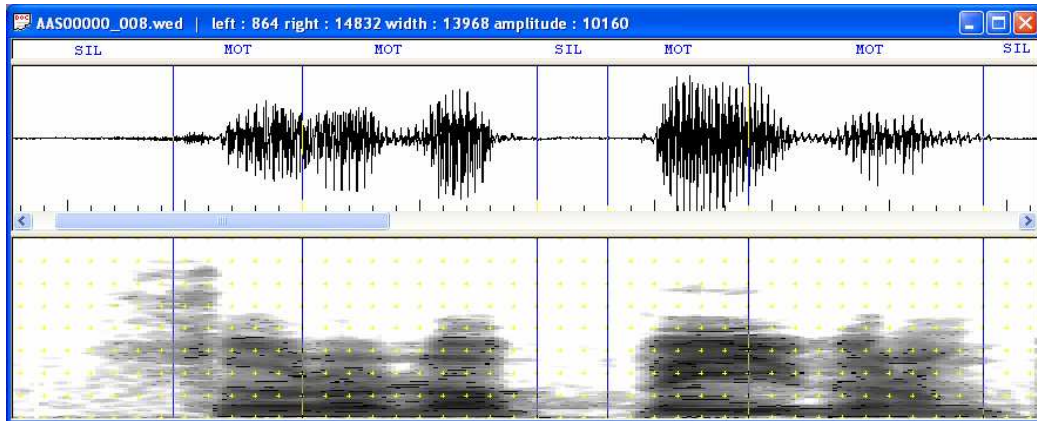 AAS00000_008.wed | left : 864 right : 14832 width : 13968 amplitude : 10160
SIL MOT MOT SIL MOT MOT SIL